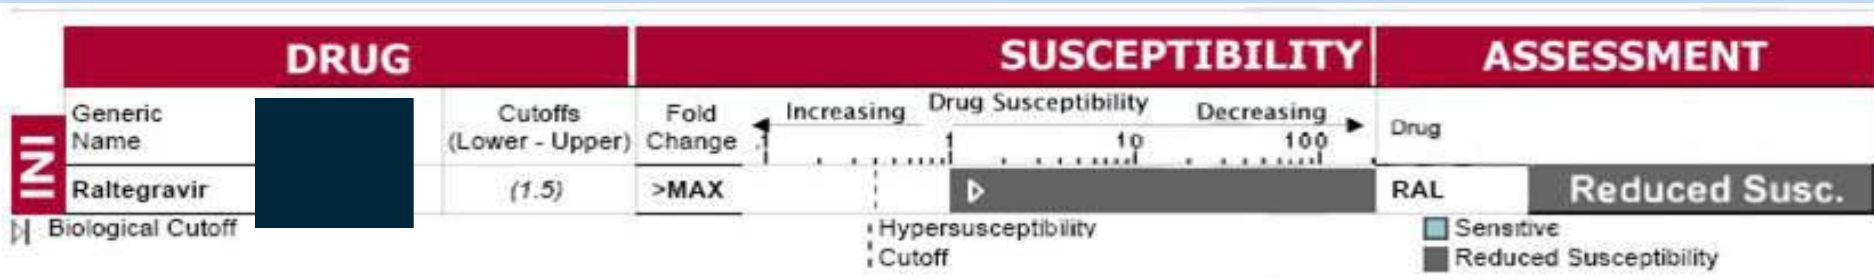 DRUG SUSCEPTIBILITY ASSESSMENT
INI
Generic Name
Cutoffs (Lower - Upper)
Fold Change
Increasing Drug Susceptibility Decreasing
.1 1 10 100
Drug
Raltegravir (1.5) >MAX RAL Reduced Susc.
Biological Cutoff
Hypersusceptibility
Cutoff
Sensitive
Reduced Susceptibility